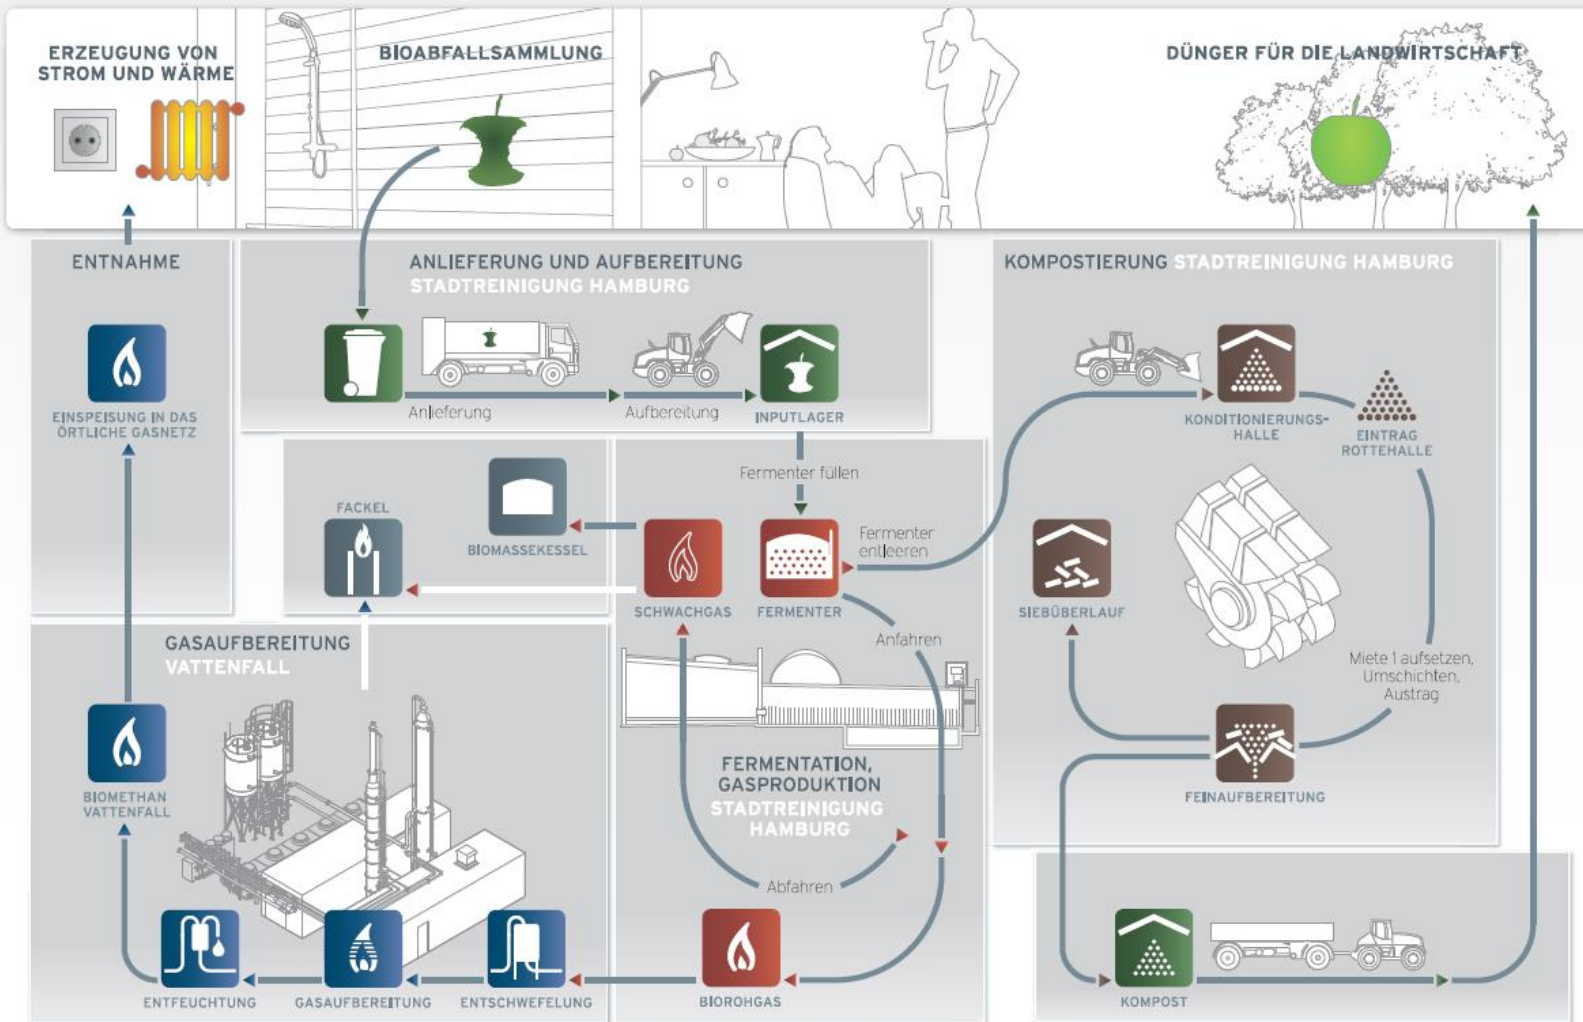 ERZEUGUNG VON
STROM UND WÄRME
BIOABFALLSAMMLUNG
DÜNGER FÜR DIE LANDWIRTSCHAFT
ENTNAHME
EINSPEISUNG IN DAS
ÖRTLICHE GASNETZ
ANLIEFERUNG UND AUFBEREITUNG
STADTREINIGUNG HAMBURG
Anlieferung
Aufbereitung
INPUTLAGER
KOMPOSTIERUNG STADTREINIGUNG HAMBURG
KONDITIONIERUNGS-
HALLE
EINTRAG
ROTTEHALLE
SIEBÜBERLAUF
Miete 1 aufsetzen,
Umschichten,
Austrag
FEINAUFBEREITUNG
FACKEL
BIOMASSEKESSEL
Fermenter füllen
Fermenter
entleeren
SCHWACHGAS
FERMENTER
Anfahren
FERMENTATION,
GASPRODUKTION
STADTREINIGUNG
HAMBURG
Abfahren
BIOROHGAS
GASAUFBEREITUNG
VATTENFALL
BIOMETHAN
VATTENFALL
ENTFEUCHTUNG
GASAUFBEREITUNG
ENTSCHWEFELUNG
KOMPOST